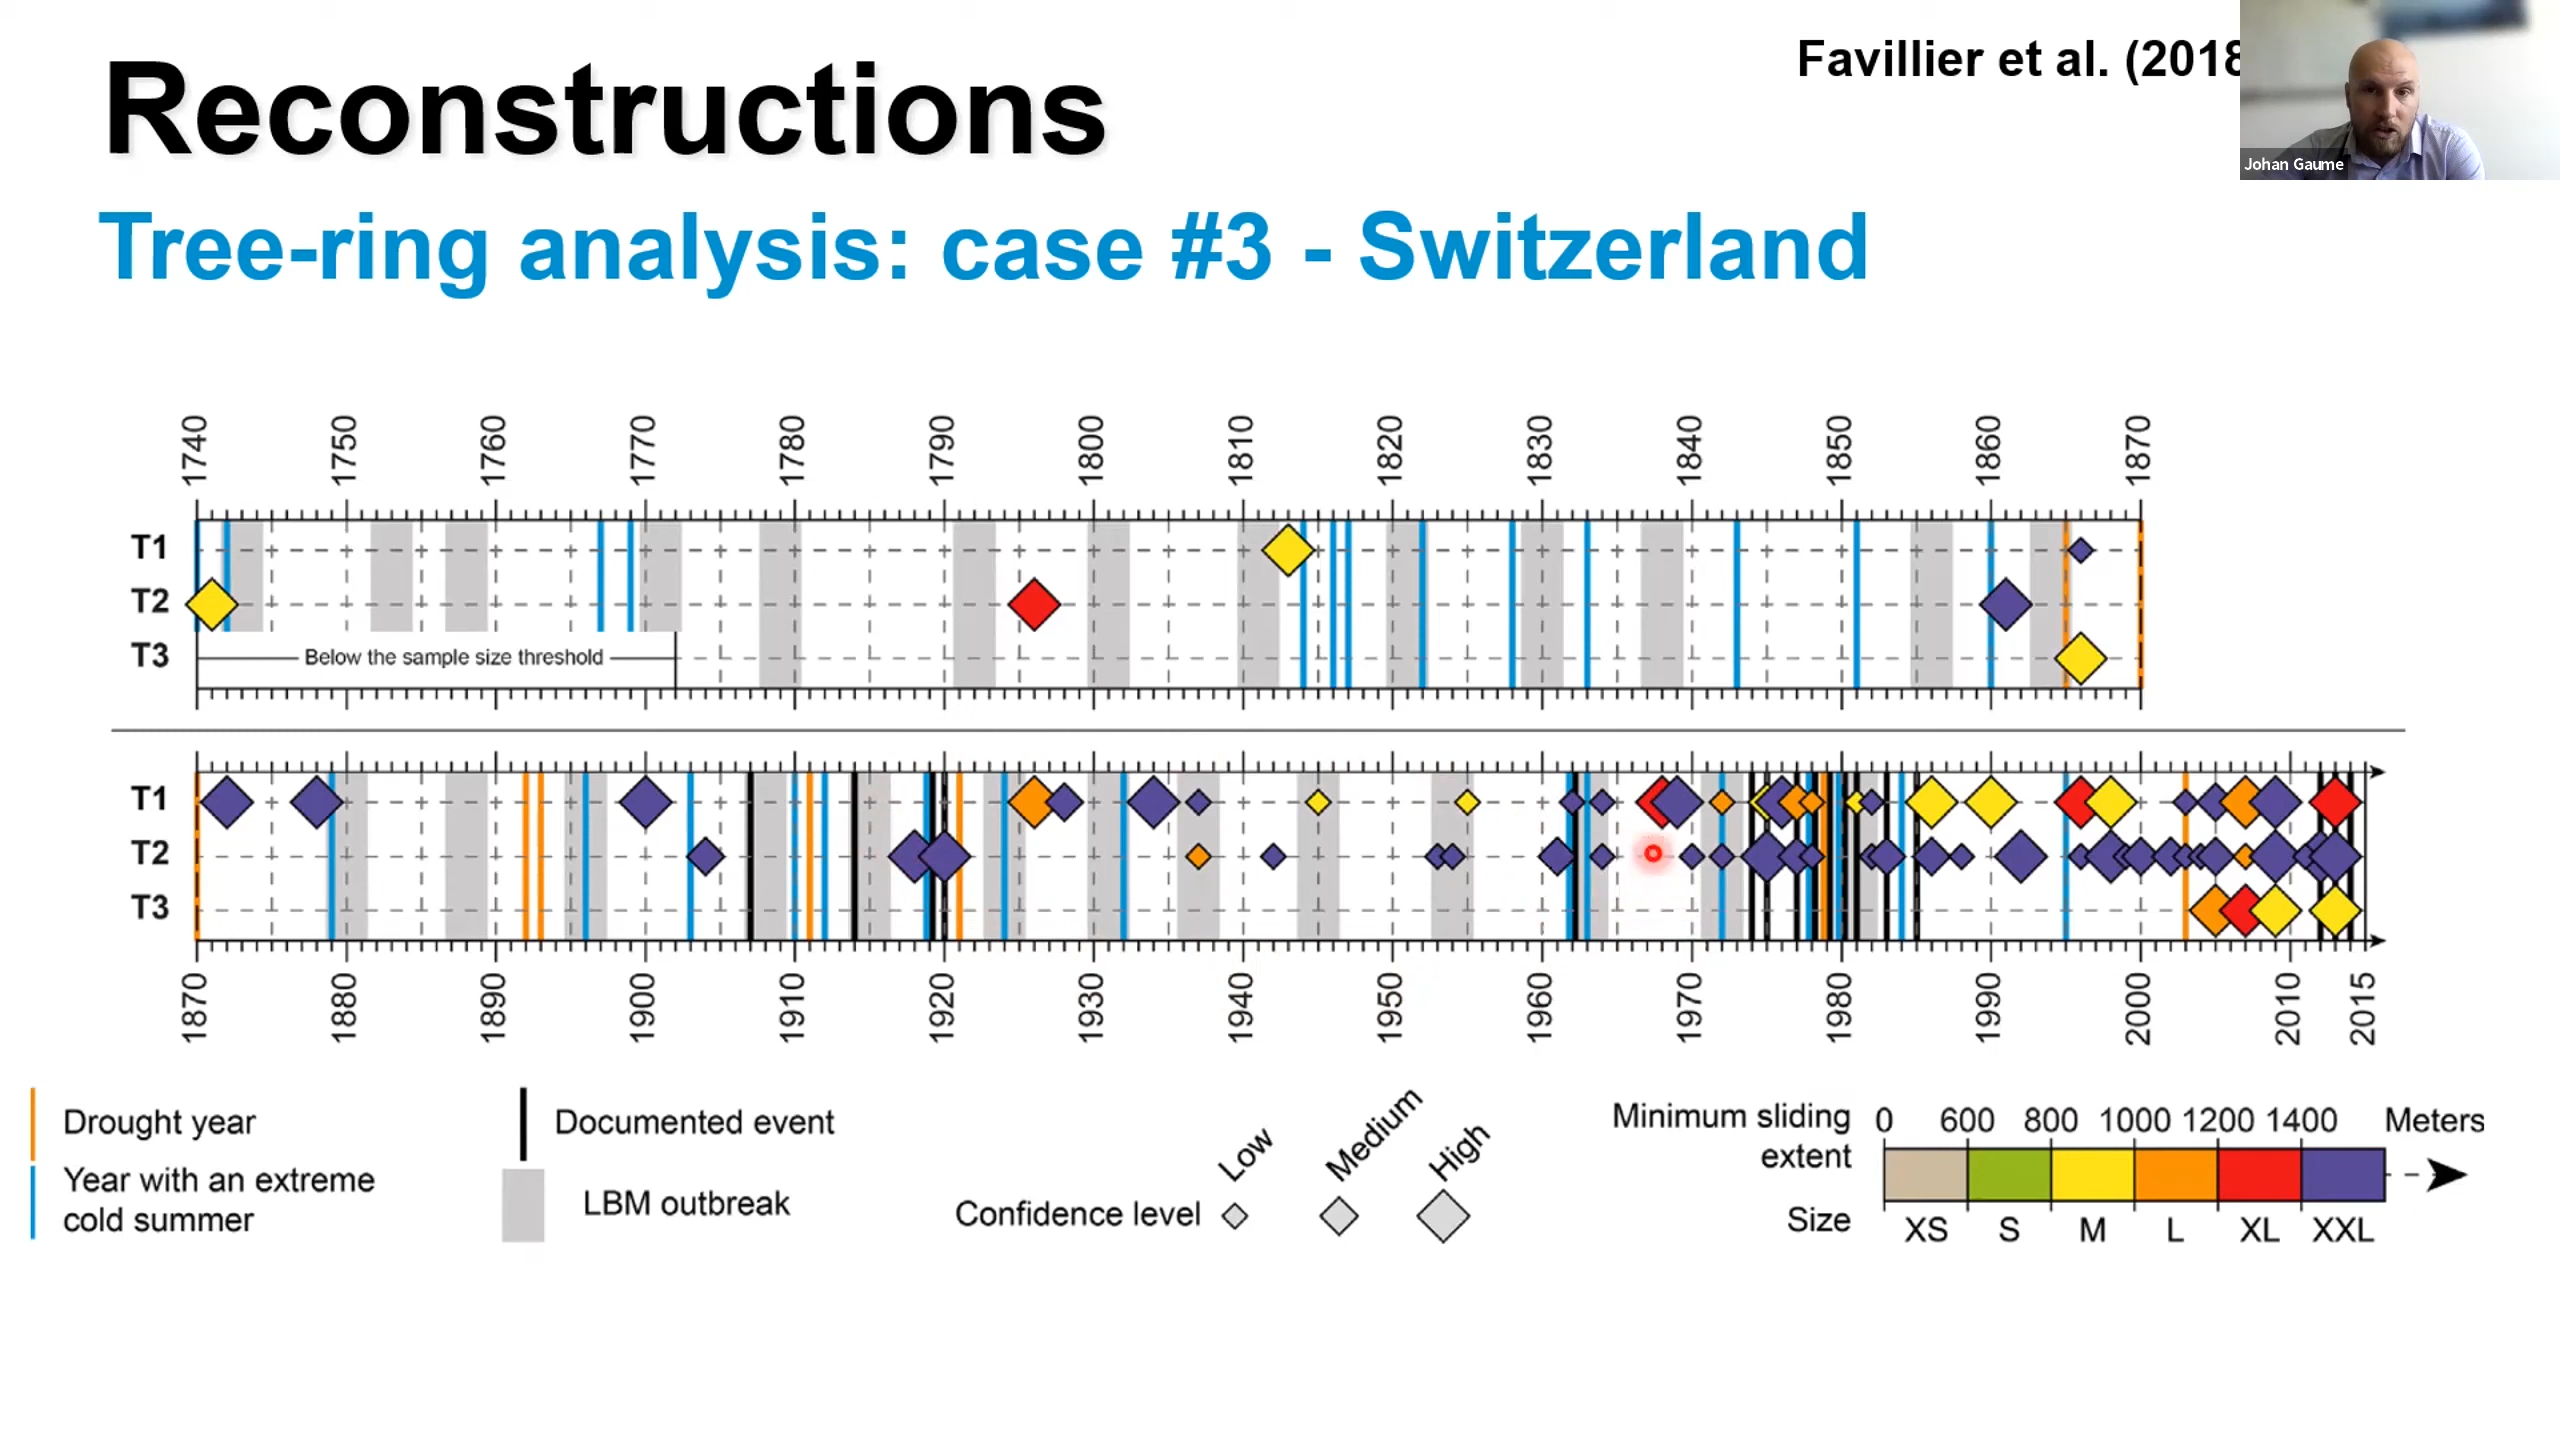 Reconstructions
Favillier et al. (2018
Johan Gaume
Tree-ring analysis: case #3 - Switzerland
1740 1750 1760 1770 1780 1790 1800 1810 1820 1830 1840 1850 1860 1870
T1
T2
T3
Below the sample size threshold
T1
T2
T3
1870 1880 1890 1900 1910 1920 1930 1940 1950 1960 1970 1980 1990 2000 2010 2015
Drought year
Year with an extreme
cold summer
Documented event
LBM outbreak
Confidence level
Low
Medium
High
Minimum sliding
extent
0 600 800 1000 1200 1400 Meters
Size
XS S M L XL XXL